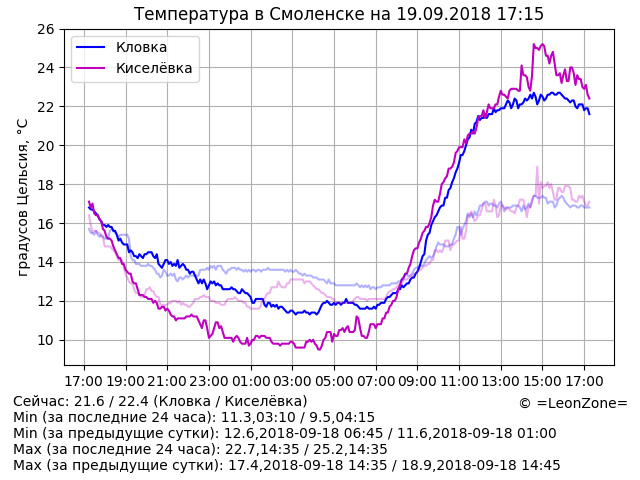 Температура в Смоленске на 19.09.2018 17:15
Кловка
Киселёвка
градусов Цельсия, °C
26
24
22
20
18
16
14
12
10
17:00 19:00 21:00 23:00 01:00 03:00 05:00 07:00 09:00 11:00 13:00 15:00 17:00
Сейчас: 21.6 / 22.4 (Кловка / Киселёвка)
© =LeonZone=
Min (за последние 24 часа): 11.3,03:10 / 9.5,04:15
Min (за предыдущие сутки): 12.6,2018-09-18 06:45 / 11.6,2018-09-18 01:00
Max (за последние 24 часа): 22.7,14:35 / 25.2,14:35
Max (за предыдущие сутки): 17.4,2018-09-18 14:35 / 18.9,2018-09-18 14:45